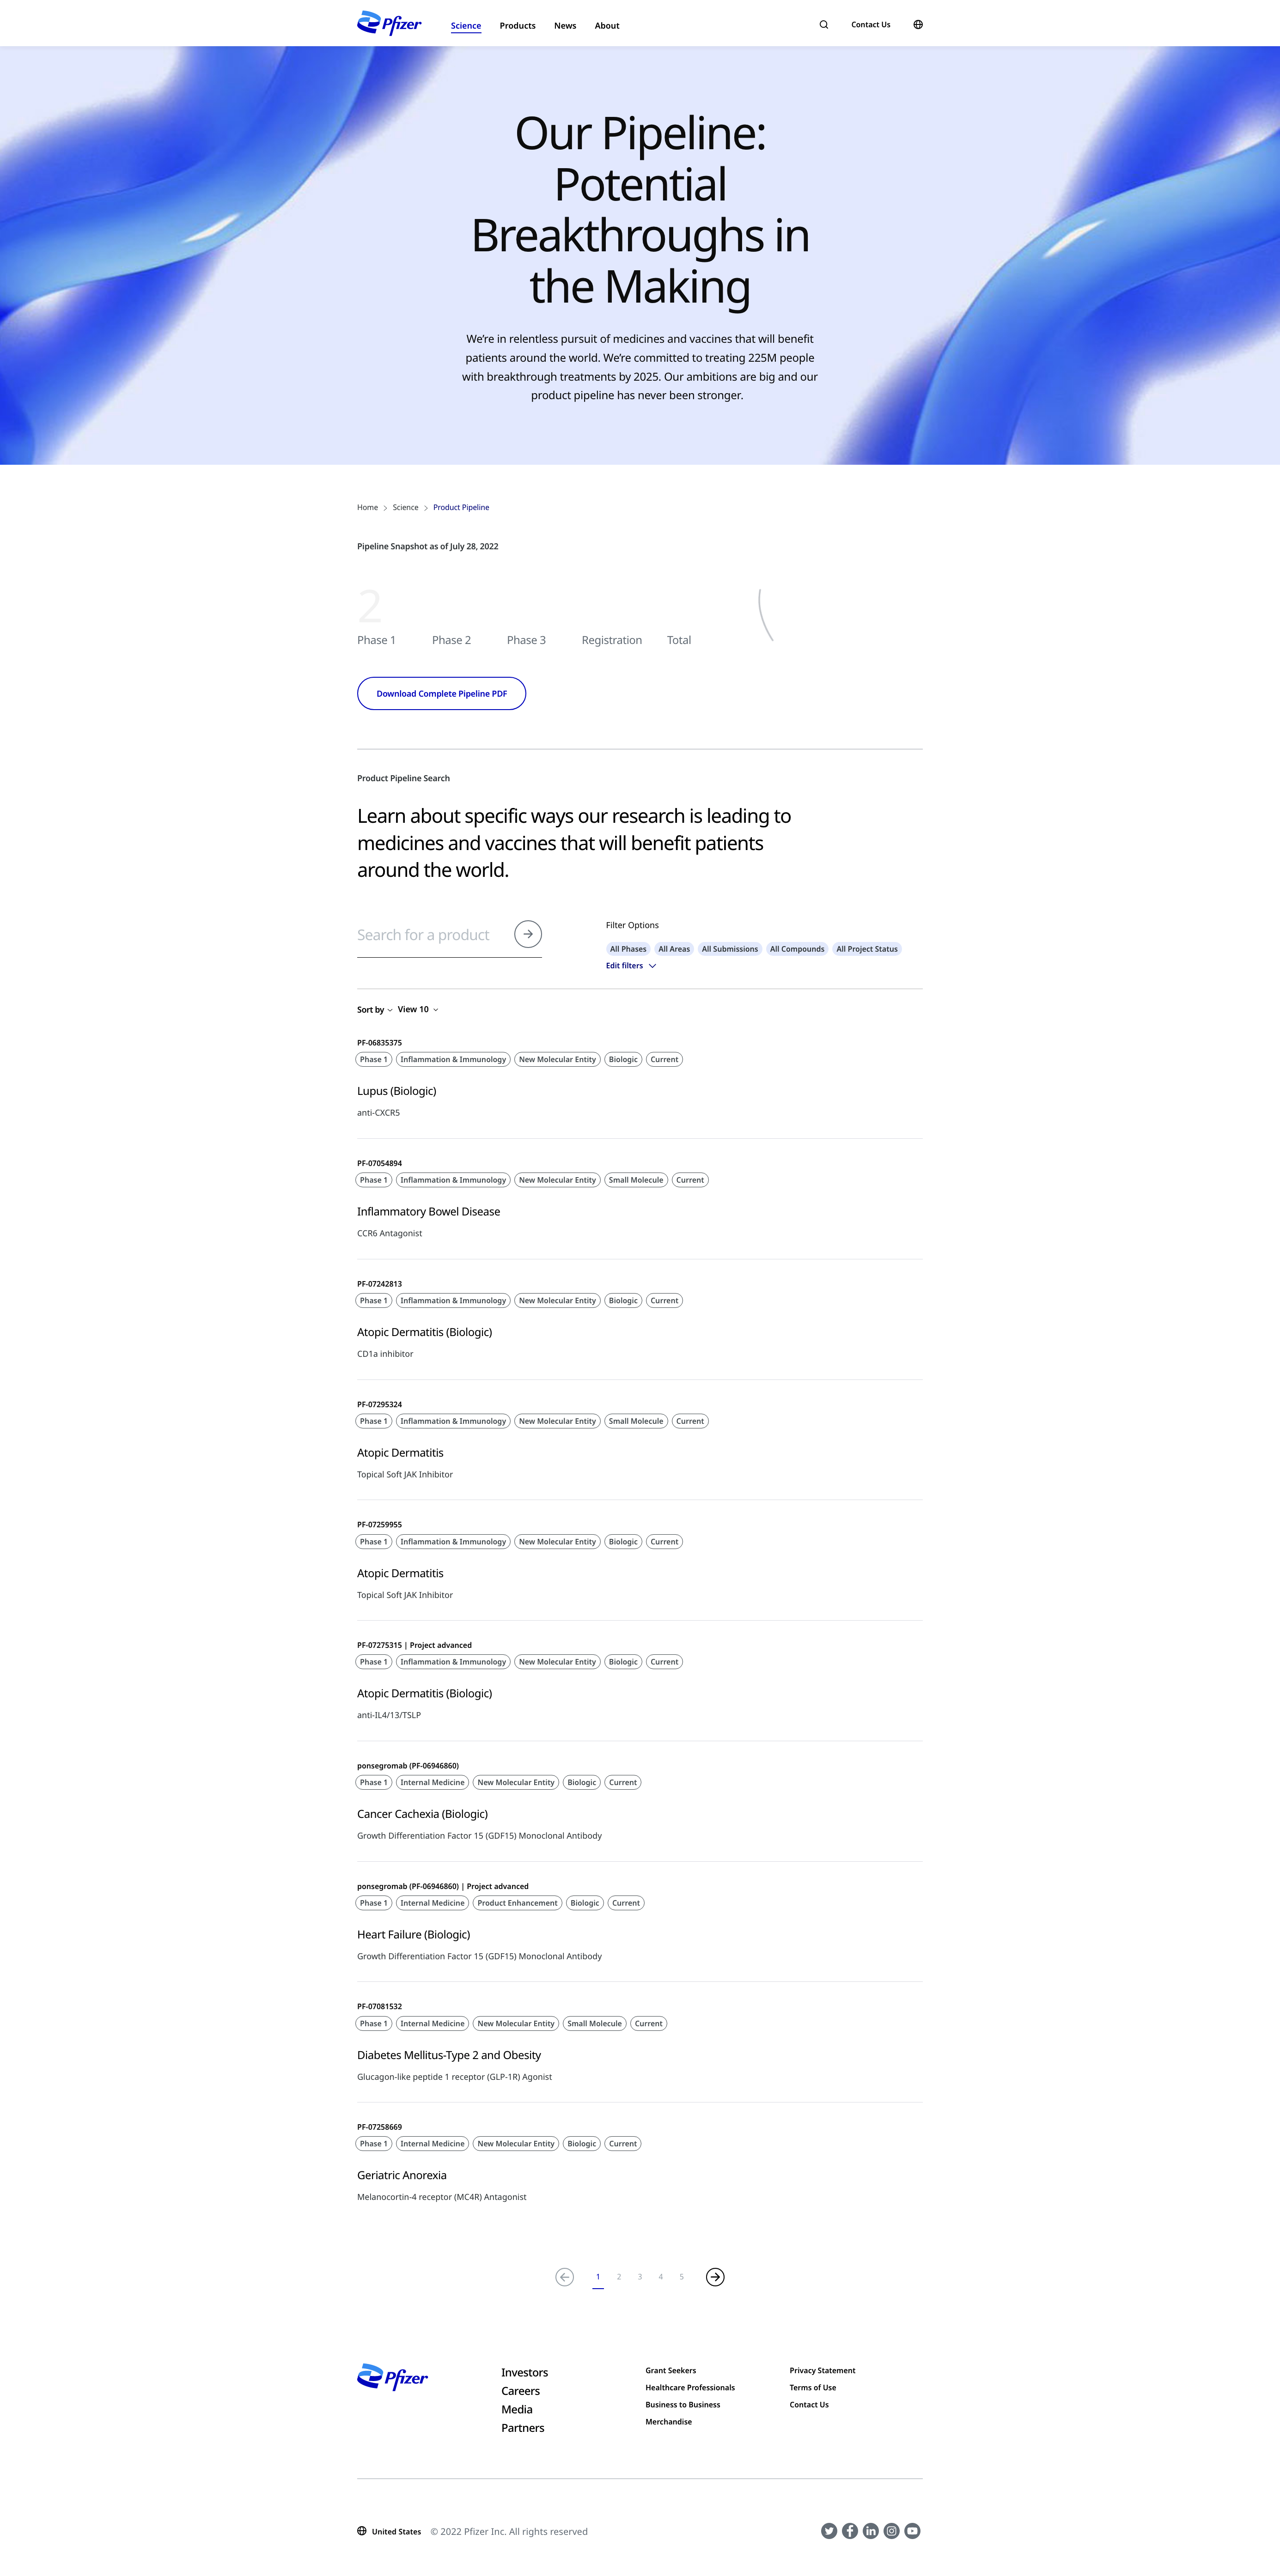 Pfizer
Science
Products
News
About
Contact Us
Our Pipeline:
Potential
Breakthroughs in
the Making
We’re in relentless pursuit of medicines and vaccines that will benefit
patients around the world. We’re committed to treating 225M people
with breakthrough treatments by 2025. Our ambitions are big and our
product pipeline has never been stronger.
Home
Science
Product Pipeline
Pipeline Snapshot as of July 28, 2022
2
Phase 1
Phase 2
Phase 3
Registration
Total
Download Complete Pipeline PDF
Product Pipeline Search
Learn about specific ways our research is leading to
medicines and vaccines that will benefit patients
around the world.
Search for a product
Filter Options
All Phases
All Areas
All Submissions
All Compounds
All Project Status
Edit filters
Sort by
View 10
PF-06835375
Phase 1
Inflammation & Immunology
New Molecular Entity
Biologic
Current
Lupus (Biologic)
anti-CXCR5
PF-07054894
Phase 1
Inflammation & Immunology
New Molecular Entity
Small Molecule
Current
Inflammatory Bowel Disease
CCR6 Antagonist
PF-07242813
Phase 1
Inflammation & Immunology
New Molecular Entity
Biologic
Current
Atopic Dermatitis (Biologic)
CD1a inhibitor
PF-07295324
Phase 1
Inflammation & Immunology
New Molecular Entity
Small Molecule
Current
Atopic Dermatitis
Topical Soft JAK Inhibitor
PF-07259955
Phase 1
Inflammation & Immunology
New Molecular Entity
Biologic
Current
Atopic Dermatitis
Topical Soft JAK Inhibitor
PF-07275315 | Project advanced
Phase 1
Inflammation & Immunology
New Molecular Entity
Biologic
Current
Atopic Dermatitis (Biologic)
anti-IL4/13/TSLP
ponsegromab (PF-06946860)
Phase 1
Internal Medicine
New Molecular Entity
Biologic
Current
Cancer Cachexia (Biologic)
Growth Differentiation Factor 15 (GDF15) Monoclonal Antibody
ponsegromab (PF-06946860) | Project advanced
Phase 1
Internal Medicine
Product Enhancement
Biologic
Current
Heart Failure (Biologic)
Growth Differentiation Factor 15 (GDF15) Monoclonal Antibody
PF-07081532
Phase 1
Internal Medicine
New Molecular Entity
Small Molecule
Current
Diabetes Mellitus-Type 2 and Obesity
Glucagon-like peptide 1 receptor (GLP-1R) Agonist
PF-07258669
Phase 1
Internal Medicine
New Molecular Entity
Biologic
Current
Geriatric Anorexia
Melanocortin-4 receptor (MC4R) Antagonist
1 2 3 4 5
Pfizer
Investors
Careers
Media
Partners
Grant Seekers
Healthcare Professionals
Business to Business
Merchandise
Privacy Statement
Terms of Use
Contact Us
United States
© 2022 Pfizer Inc. All rights reserved